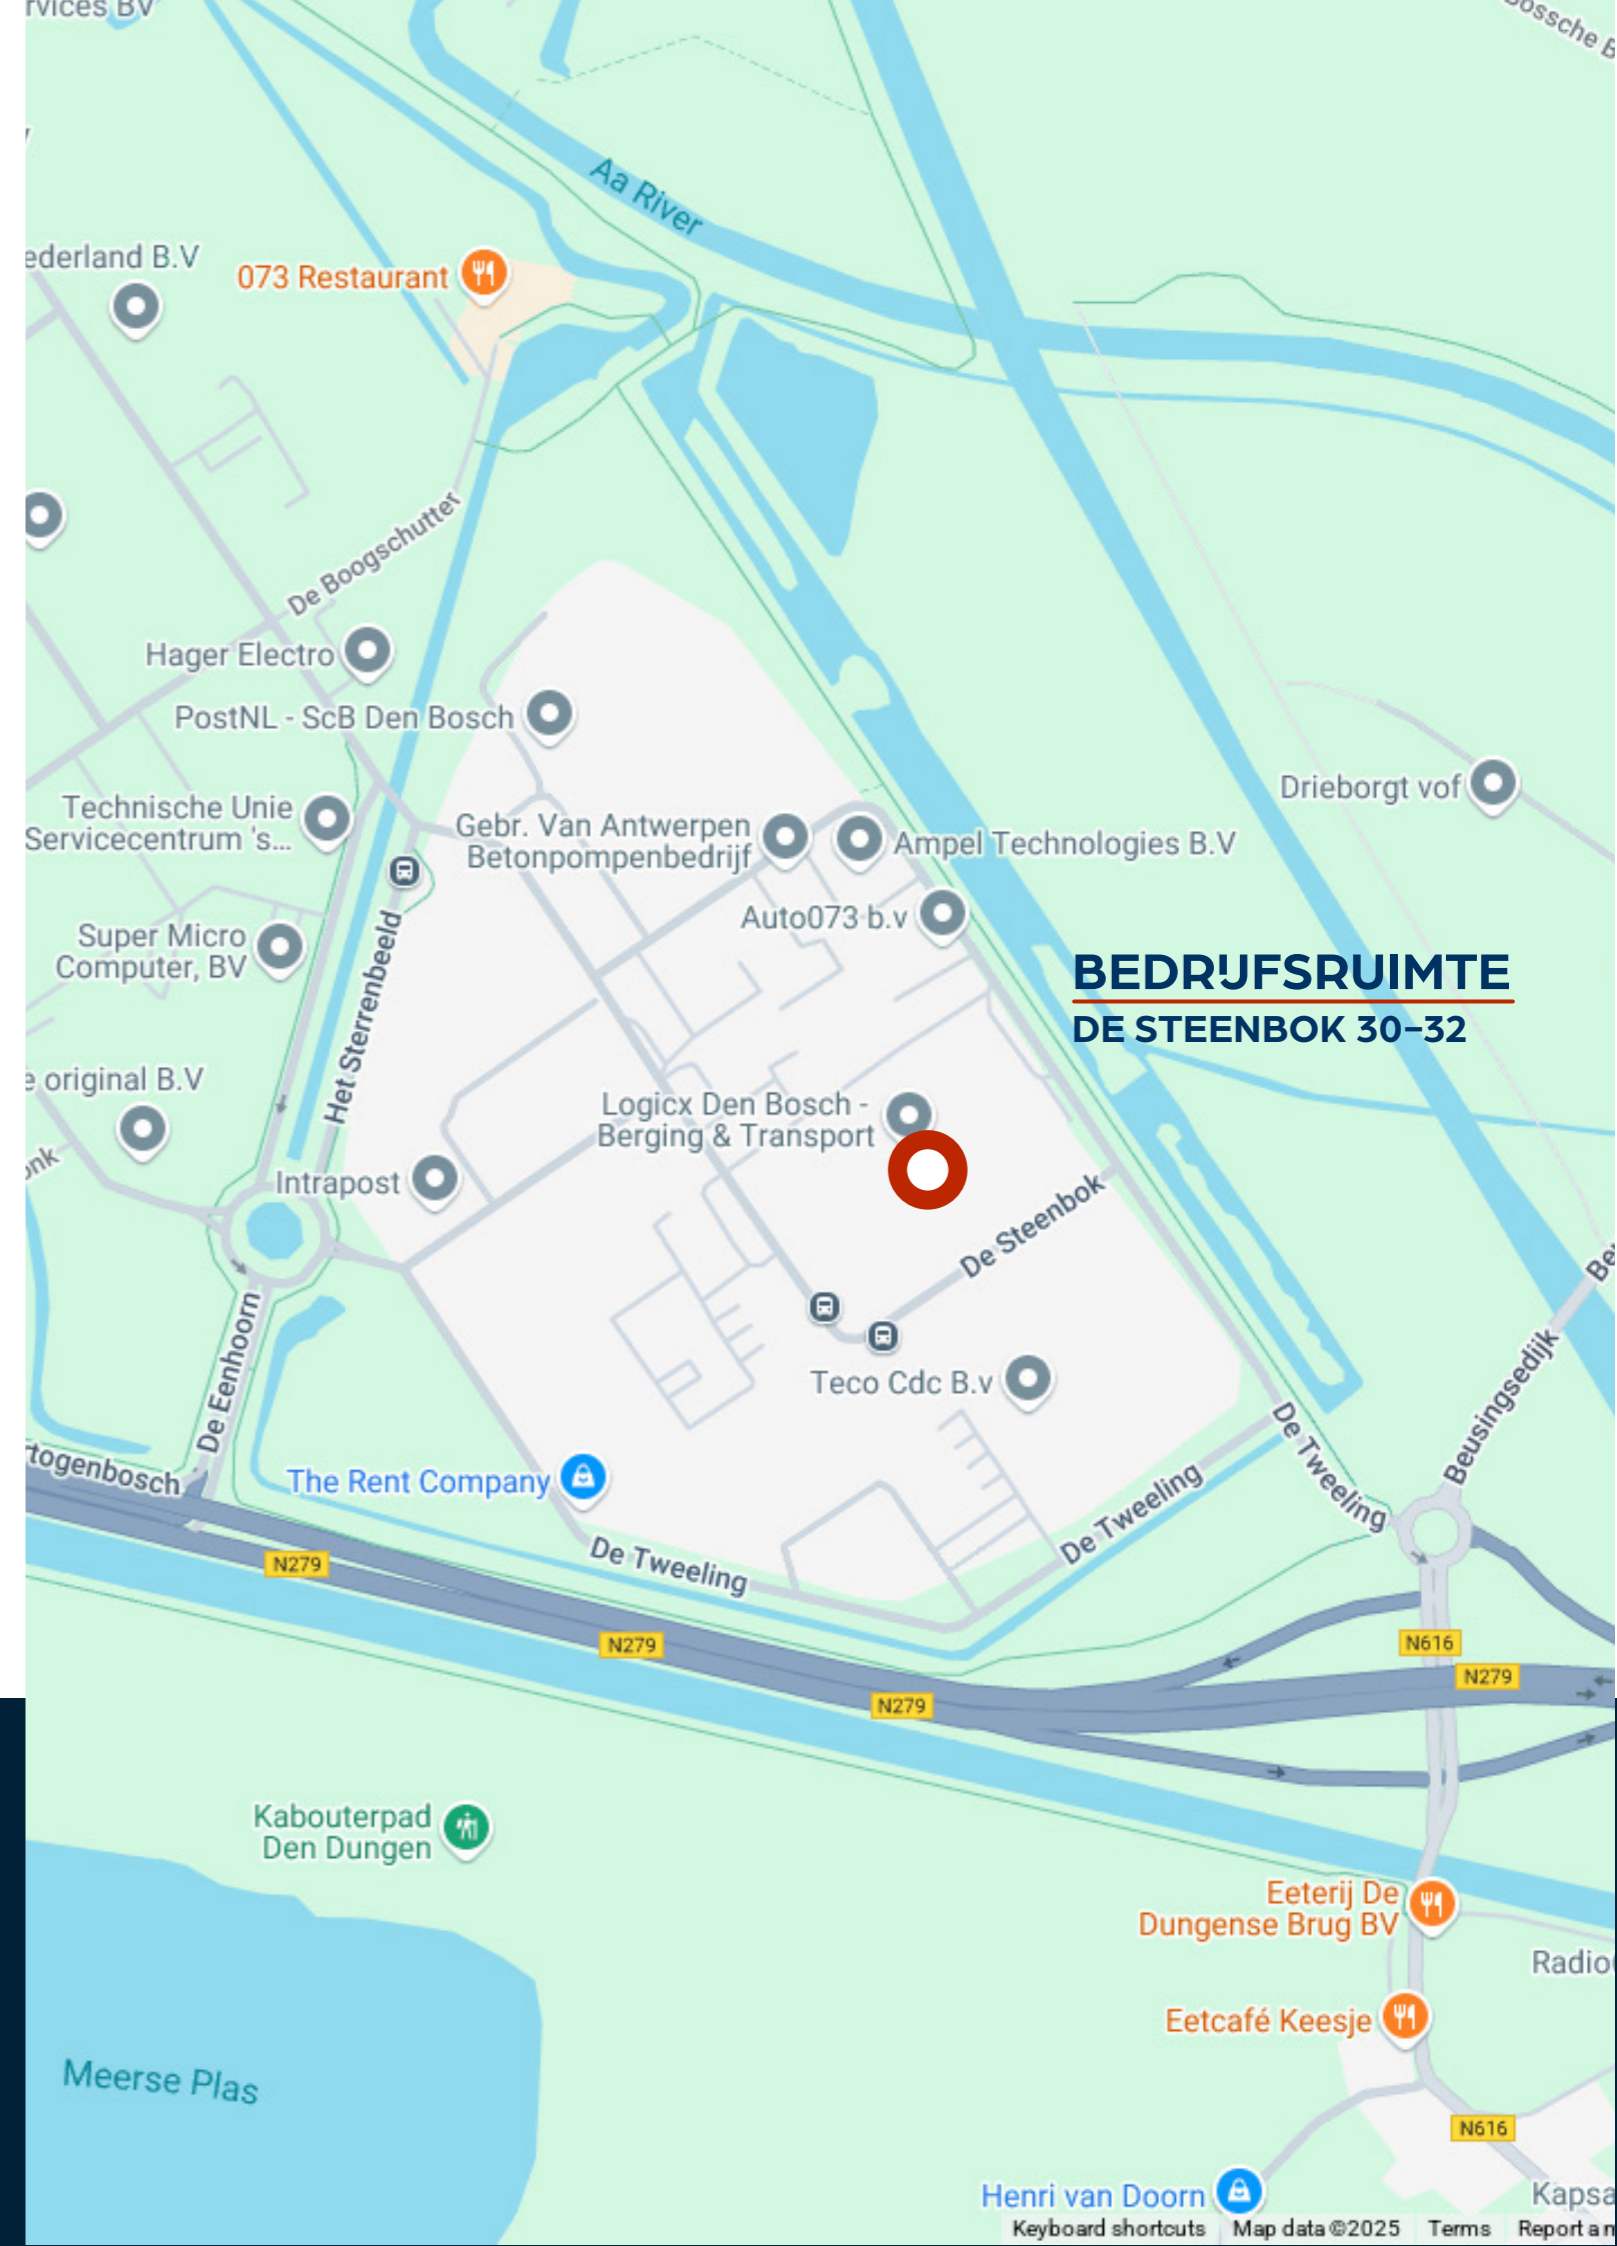 rvices BV
Bossche B
Aa River
ederland B.V
073 Restaurant
De Boogschutter
Hager Electro
PostNL - ScB Den Bosch
Technische Unie
Servicecentrum 's...
Gebr. Van Antwerpen
Betonpompenbedrijf
Ampel Technologies B.V
Drieborgt vof
Auto073 b.v
Super Micro
Computer, BV
Het Sterrenbeeld
BEDRIJFSRUIMTE
DE STEENBOK 30–32
e original B.V
Logicx Den Bosch -
Berging & Transport
onk
Intrapost
De Steenbok
Be
De Eenhoorn
Beusingsedijk
Teco Cdc B.v
De Tweeling
togenbosch
The Rent Company
De Tweeling
De Tweeling
N279
N279
N616
N279
N279
Kabouterpad
Den Dungen
Eeterij De
Dungense Brug BV
Radio
Eetcafé Keesje
Meerse Plas
N616
Henri van Doorn
Kapsa
Keyboard shortcuts
Map data ©2025
Terms
Report a m